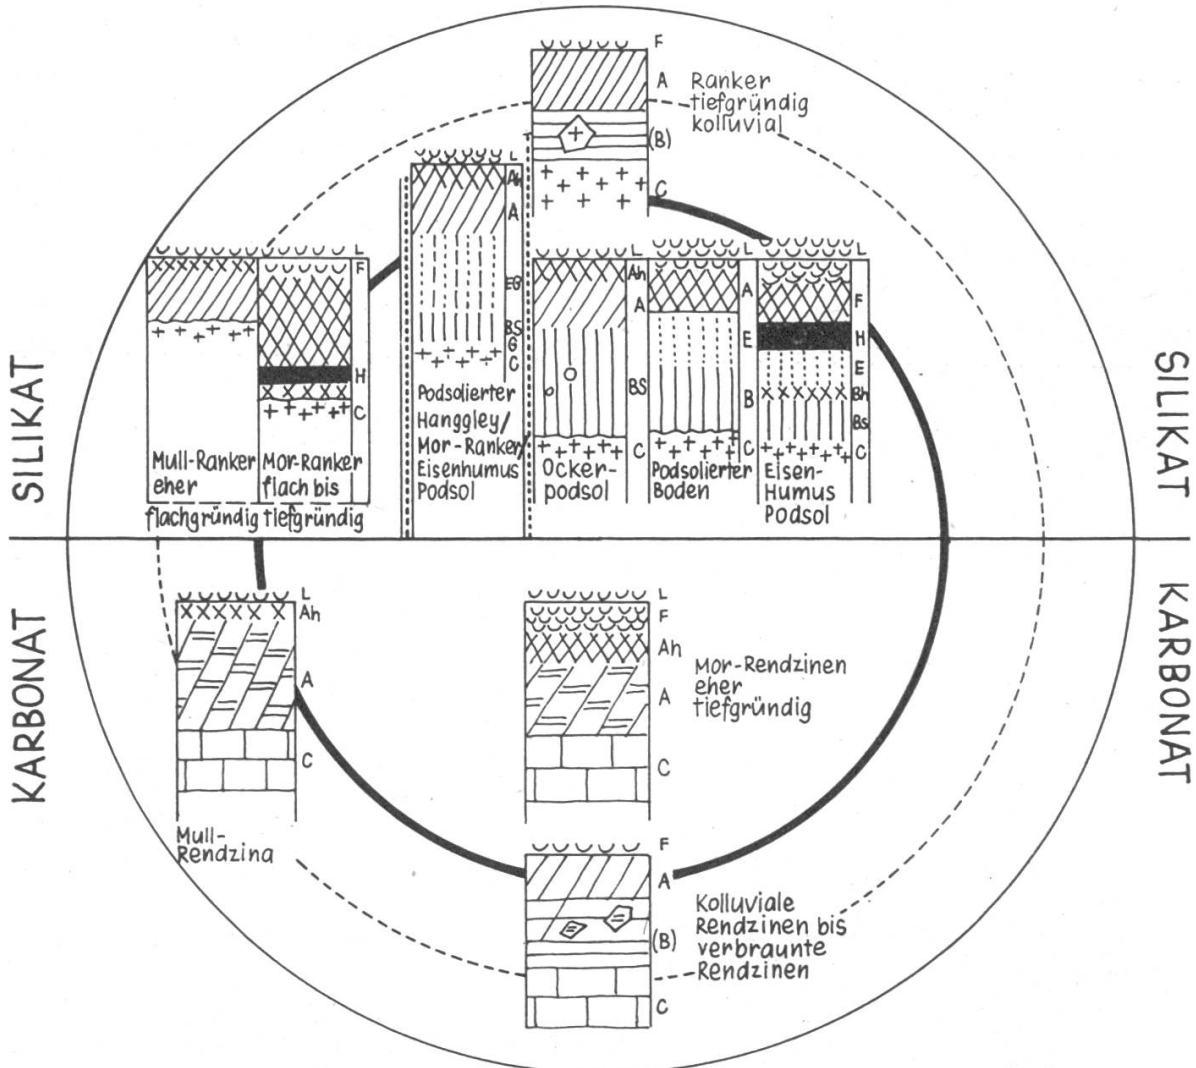 F
A
(B)
C
Ranker
tiefgründig
kolluvial
L
Ah
A
EG
BS
G
C
Podsolierter
Hanggley/
Mor-Ranker/
Eisenhumus
Podsol
L
F
H
C
Mull-Ranker
eher
flachgründig
Mor-Ranker
flach bis
tiefgründig
L
Ah
A
BS
C
Ocker-
podsol
L
A
E
B
C
Podsolierter
Boden
L
F
H
E
Bh
Bs
C
Eisen-
Humus
Podsol
SILIKAT
SILIKAT
KARBONAT
KARBONAT
L
Ah
A
C
Mull-
Rendzina
L
F
Ah
A
C
Mor-Rendzinen
eher
tiefgründig
F
A
(B)
C
Kolluviale
Rendzinen bis
verbraunte
Rendzinen